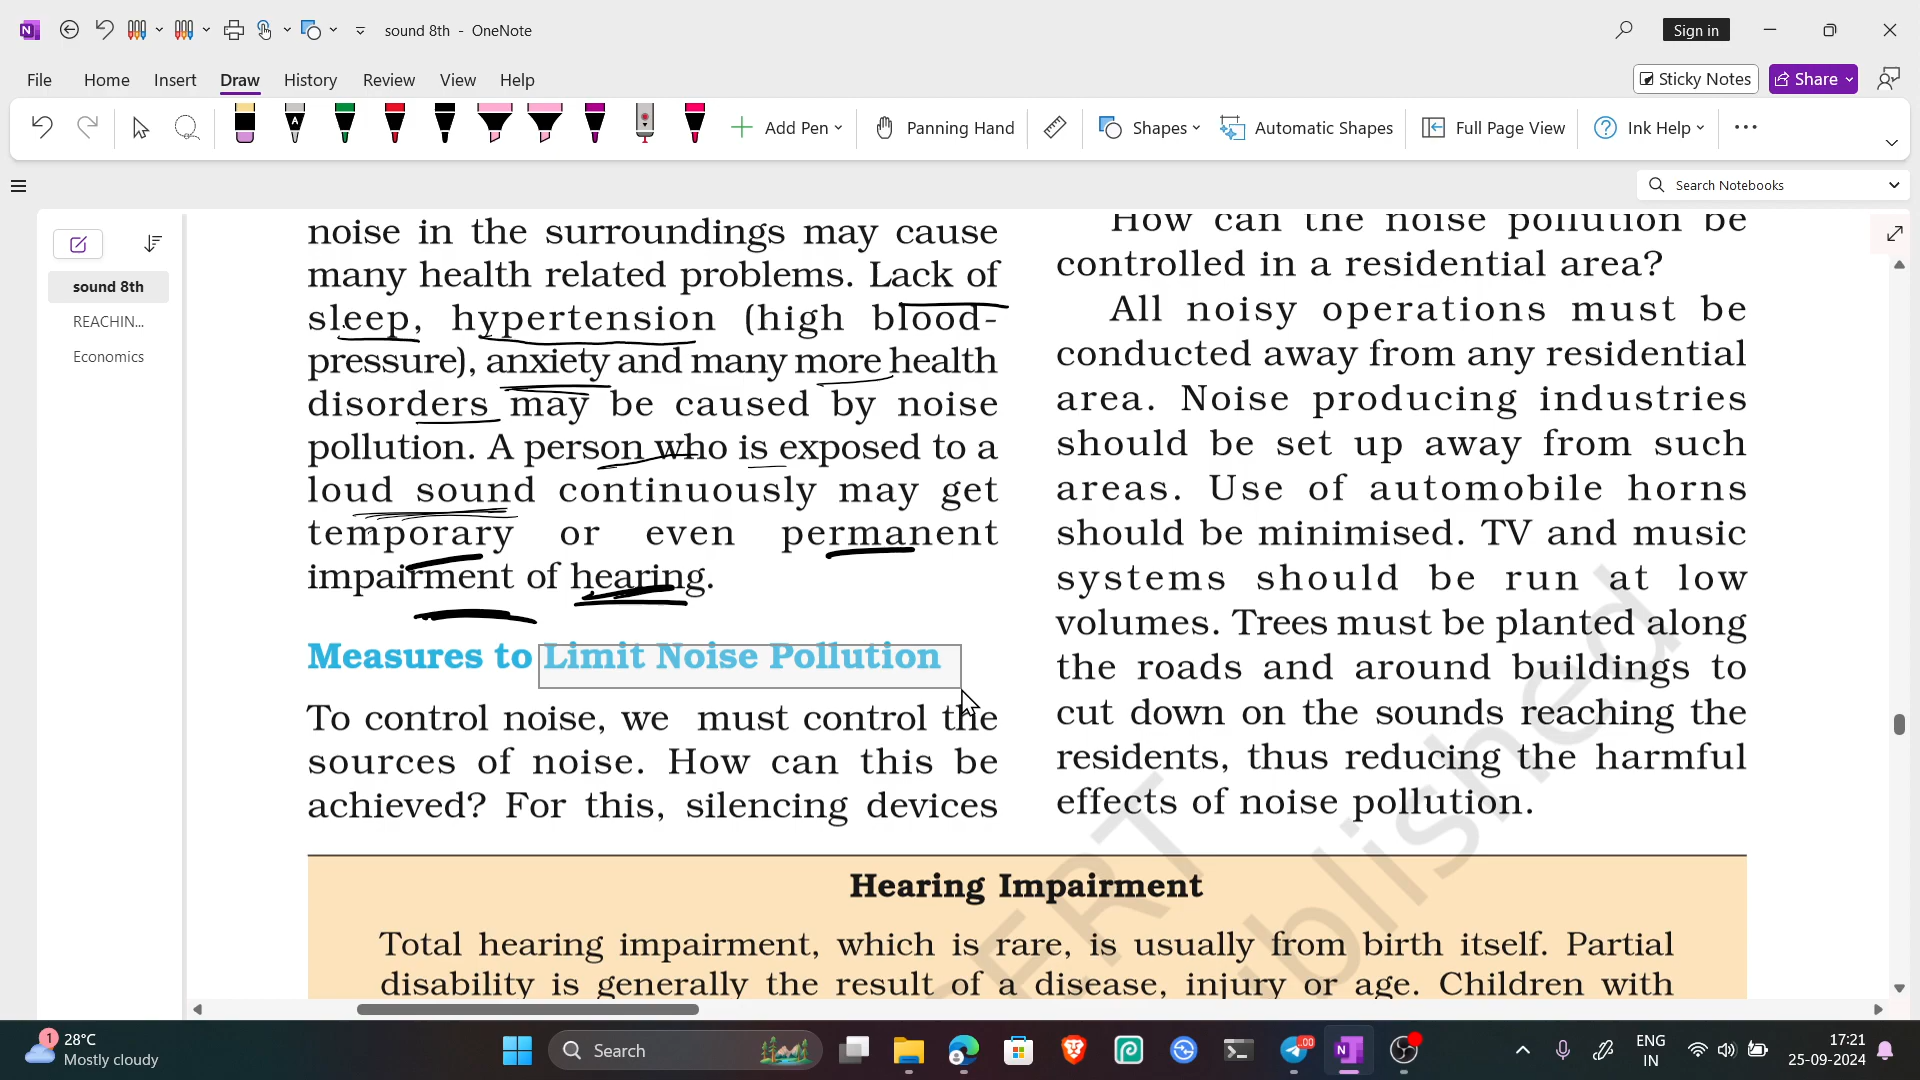 sound 8th - OneNote
Sign in
File Home Insert Draw History Review View Help
Sticky Notes
Share
A
Add Pen
Panning Hand
Shapes
Automatic Shapes
Full Page View
Ink Help
Search Notebooks
sound 8th
REACHIN...
Economics
noise in the surroundings may cause
many health related problems. Lack of
sleep, hypertension (high blood-
pressure), anxiety and many more health
disorders may be caused by noise
pollution. A person who is exposed to a
loud sound continuously may get
temporary or even permanent
impairment of hearing.
Measures to Limit Noise Pollution
To control noise, we must control the
sources of noise. How can this be
achieved? For this, silencing devices
How can the noise pollution be
controlled in a residential area?
All noisy operations must be
conducted away from any residential
area. Noise producing industries
should be set up away from such
areas. Use of automobile horns
should be minimised. TV and music
systems should be run at low
volumes. Trees must be planted along
the roads and around buildings to
cut down on the sounds reaching the
residents, thus reducing the harmful
effects of noise pollution.
Hearing Impairment
Total hearing impairment, which is rare, is usually from birth itself. Partial
disability is generally the result of a disease, injury or age. Children with
1
28°C
Mostly cloudy
Search
.00
ENG
IN
17:21
25-09-2024